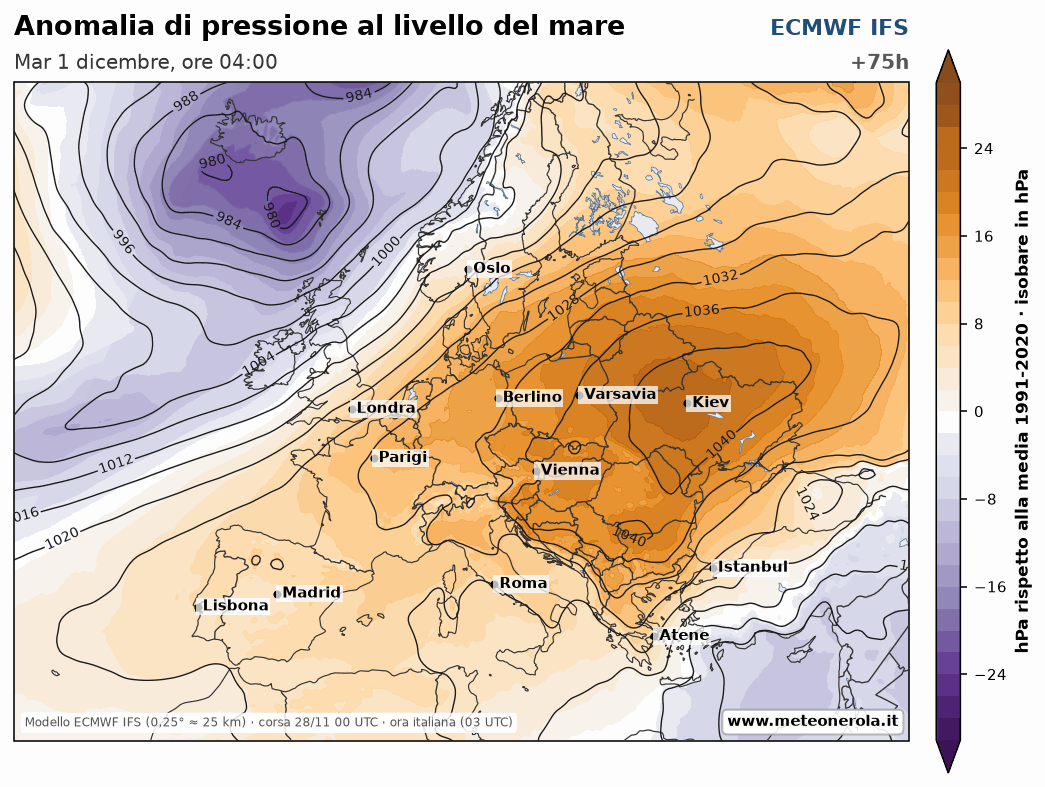 Anomalia di pressione al livello del mare
ECMWF IFS
Mar 1 dicembre, ore 04:00
+75h
988
984
980
980
984
996
1000
1004
1012
016
1020
1028
1032
1036
1040
1040
1024
1
Oslo
Londra
Berlino
Varsavia
Kiev
Parigi
Vienna
Roma
Istanbul
Madrid
Lisbona
Atene
24
16
8
0
−8
−16
−24
hPa rispetto alla media 1991-2020 · isobare in hPa
Modello ECMWF IFS (0,25° ≈ 25 km) · corsa 28/11 00 UTC · ora italiana (03 UTC)
www.meteonerola.it